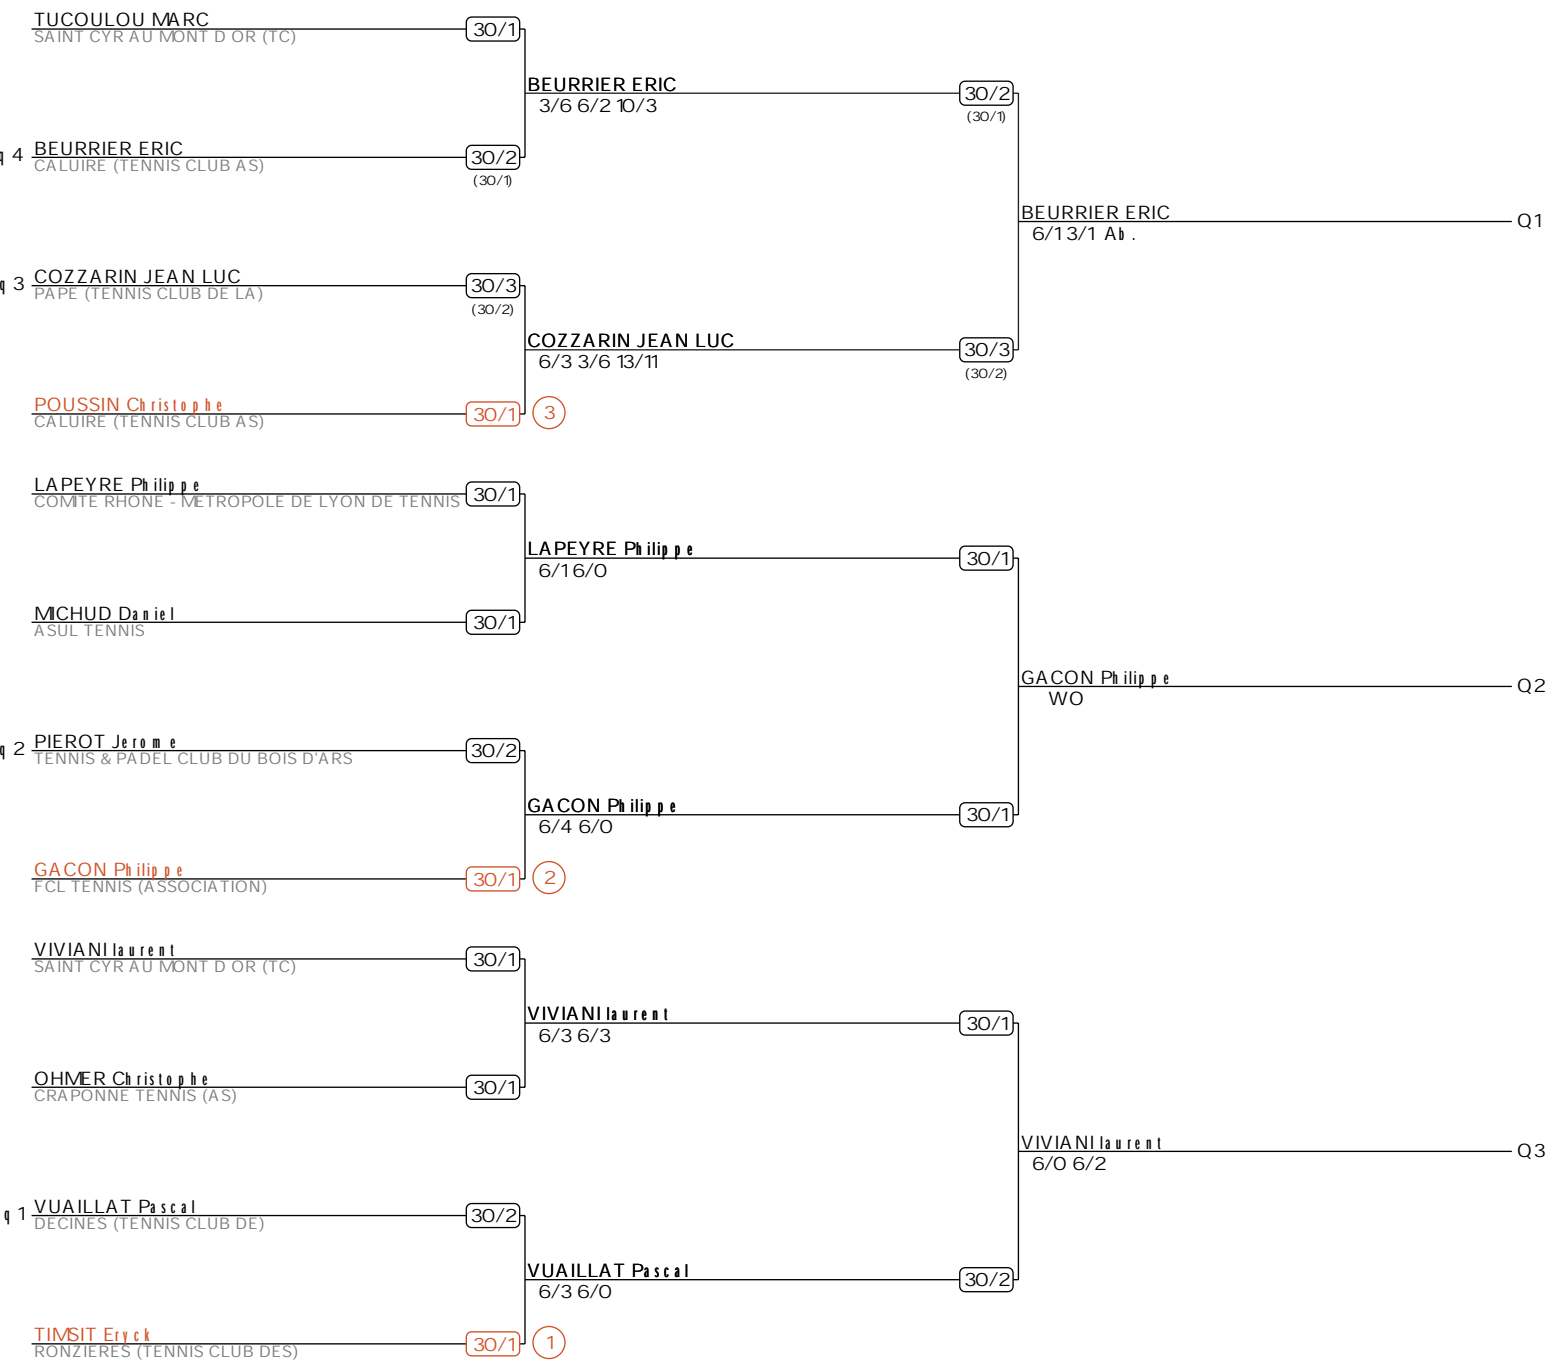 TUCOULOU MARC
SAINT CYR AU MONT D OR (TC)
30/1
BEURRIER ERIC
3/6 6/2 10/3
30/2
(30/1)
q 4 BEURRIER ERIC
CALUIRE (TENNIS CLUB AS)
30/2
(30/1)
BEURRIER ERIC
6/1 3/1 Ab.
Q1
q 3 COZZARIN JEAN LUC
PAPE (TENNIS CLUB DE LA)
30/3
(30/2)
COZZARIN JEAN LUC
6/3 3/6 13/11
30/3
(30/2)
POUSSIN Christophe
CALUIRE (TENNIS CLUB AS)
30/1
3
LAPEYRE Philippe
COMITE RHONE - METROPOLE DE LYON DE TENNIS
30/1
LAPEYRE Philippe
6/1 6/0
30/1
MICHUD Daniel
ASUL TENNIS
30/1
GACON Philippe
WO
Q2
q 2 PIEROT Jerome
TENNIS & PADEL CLUB DU BOIS D'ARS
30/2
GACON Philippe
6/4 6/0
30/1
GACON Philippe
FCL TENNIS (ASSOCIATION)
30/1
2
VIVIANI laurent
SAINT CYR AU MONT D OR (TC)
30/1
VIVIANI laurent
6/3 6/3
30/1
OHMER Christophe
CRAPONNE TENNIS (AS)
30/1
VIVIANI laurent
6/0 6/2
Q3
q 1 VUAILLAT Pascal
DECINES (TENNIS CLUB DE)
30/2
VUAILLAT Pascal
6/3 6/0
30/2
TIMSIT Eryck
RONZIERES (TENNIS CLUB DES)
30/1
1